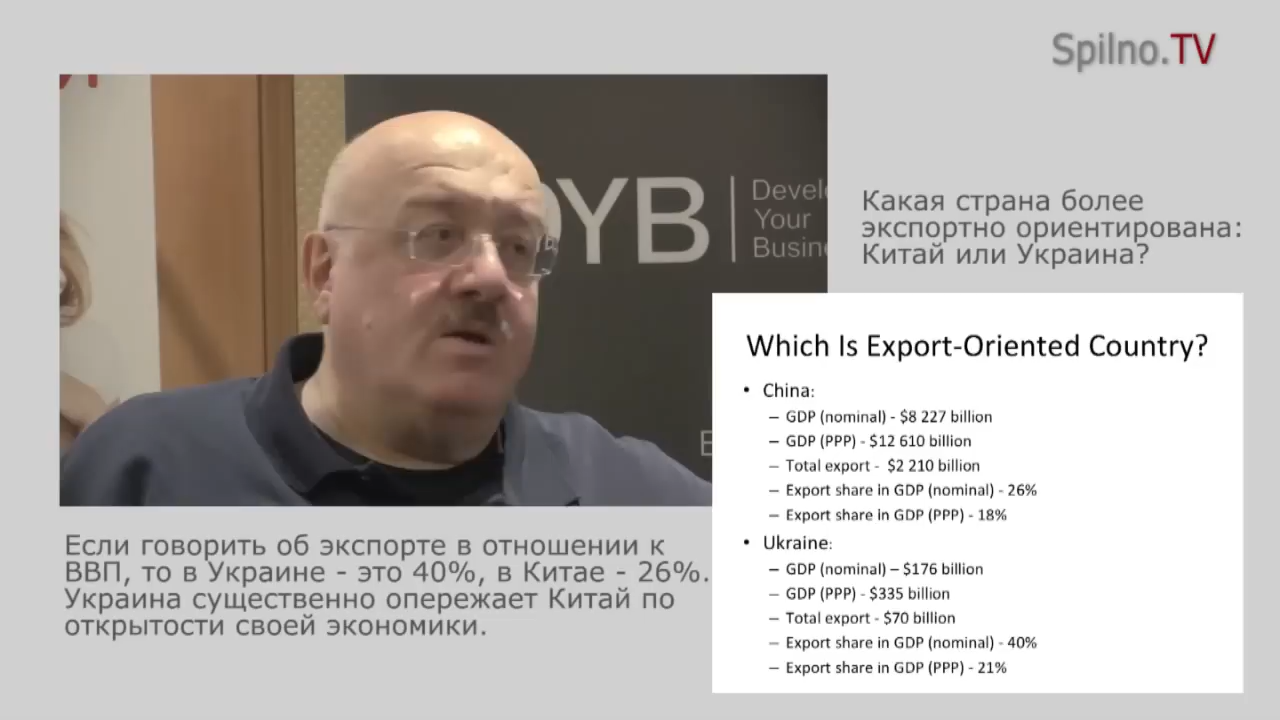 Spilno.TV
DYB
Develo
Your
Busine
Какая страна более
экспортно ориентирована:
Китай или Украина?
Which Is Export-Oriented Country?
• China:
– GDP (nominal) - $8 227 billion
– GDP (PPP) - $12 610 billion
– Total export - $2 210 billion
– Export share in GDP (nominal) - 26%
– Export share in GDP (PPP) - 18%
• Ukraine:
– GDP (nominal) – $176 billion
– GDP (PPP) - $335 billion
– Total export - $70 billion
– Export share in GDP (nominal) - 40%
– Export share in GDP (PPP) - 21%
Если говорить об экспорте в отношении к
ВВП, то в Украине - это 40%, в Китае - 26%.
Украина существенно опережает Китай по
открытости своей экономики.